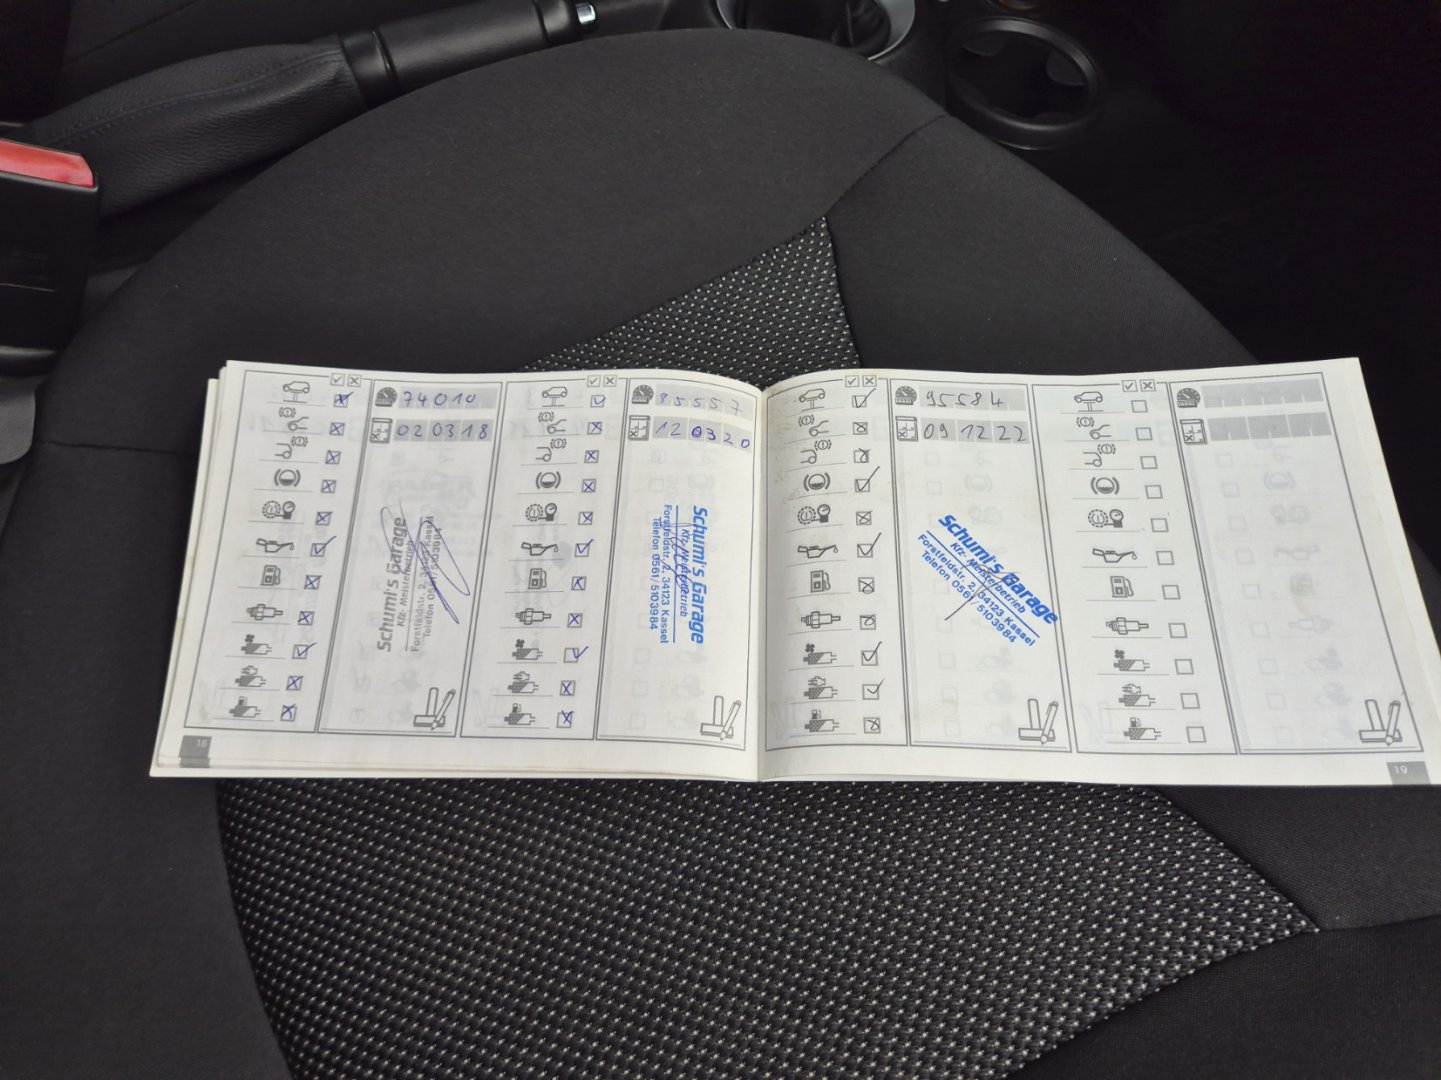 74010
020318
Schumi's Garage
Kfz- Meisterbetrieb
Forstfeldstr. 2, 34123 Kassel
Telefon 0561/5103984
16
85557
120320
Schumi's Garage
Kfz- Meisterbetrieb
Forstfeldstr. 2, 34123 Kassel
Telefon 0561/5103984
95584
091222
Schumi's Garage
Kfz- Meisterbetrieb
Forstfeldstr. 2, 34123 Kassel
Telefon 0561/5103984
19